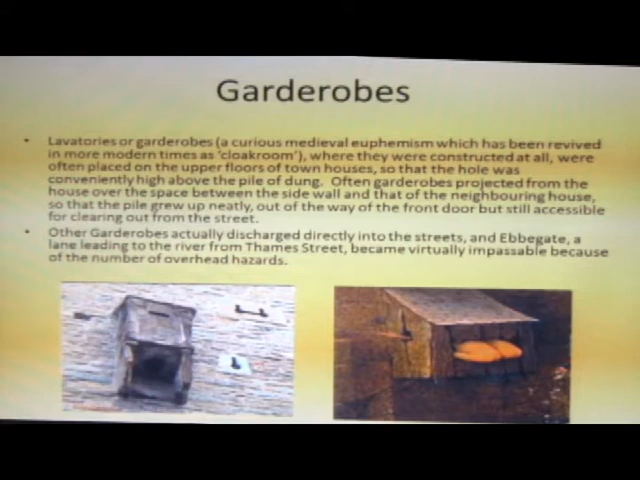 Garderobes
• Lavatories or garderobes (a curious medieval euphemism which has been revived
in more modern times as 'cloakroom'), where they were constructed at all, were
often placed on the upper floors of town houses, so that the hole was
conveniently high above the pile of dung. Often garderobes projected from the
house over the space between the side wall and that of the neighbouring house,
so that the pile grew up neatly, out of the way of the front door but still accessible
for clearing out from the street.
• Other Garderobes actually discharged directly into the streets, and Ebbegate, a
lane leading to the river from Thames Street, became virtually impassable because
of the number of overhead hazards.